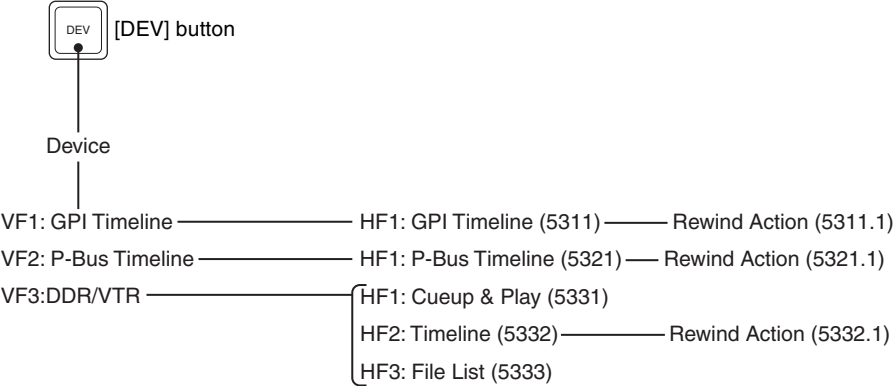 DEV
[DEV] button
Device
VF1: GPI Timeline HF1: GPI Timeline (5311) Rewind Action (5311.1)
VF2: P-Bus Timeline HF1: P-Bus Timeline (5321) Rewind Action (5321.1)
VF3:DDR/VTR HF1: Cueup & Play (5331)
HF2: Timeline (5332) Rewind Action (5332.1)
HF3: File List (5333)